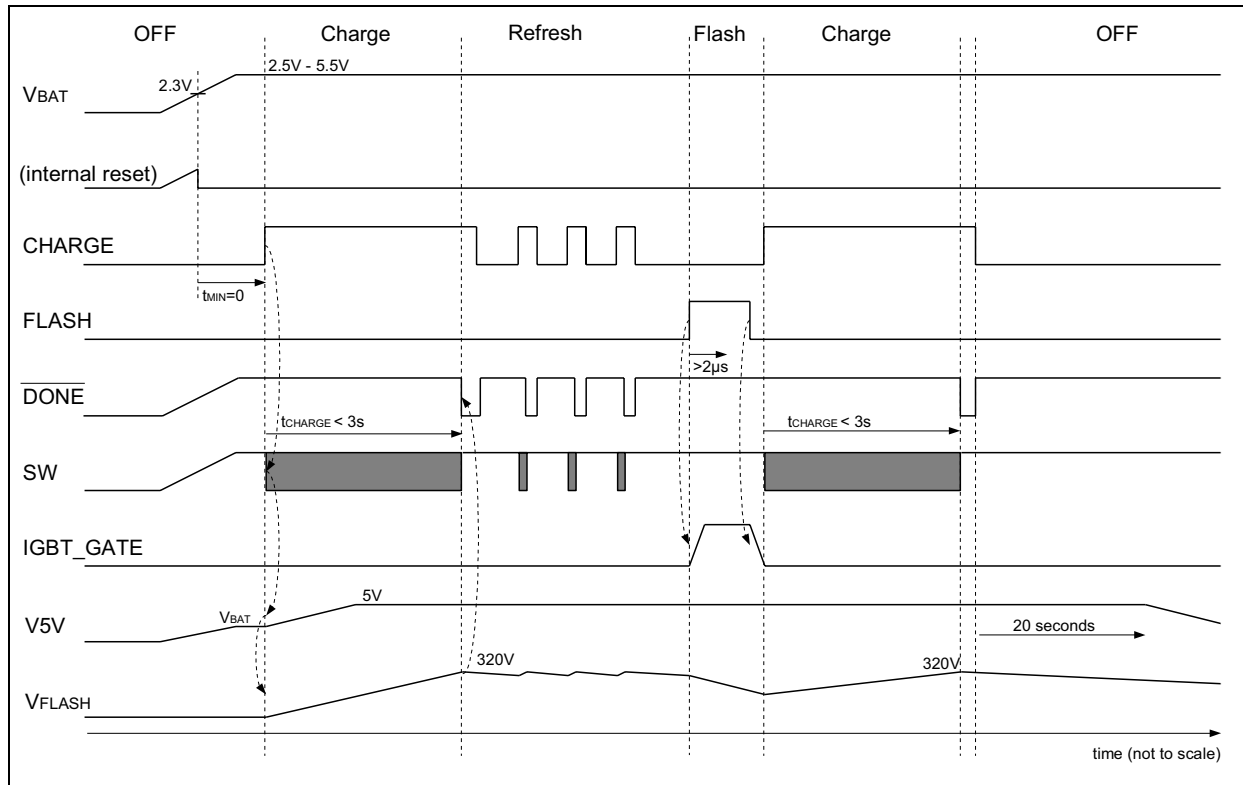 OFF Charge Refresh Flash Charge OFF
2.5V - 5.5V
2.3V
VBAT
(internal reset)
CHARGE
tMIN=0
FLASH
>2µs
DONE
tCHARGE < 3s tCHARGE < 3s
SW
IGBT_GATE
5V
VBAT
V5V
20 seconds
320V 320V
VFLASH
time (not to scale)